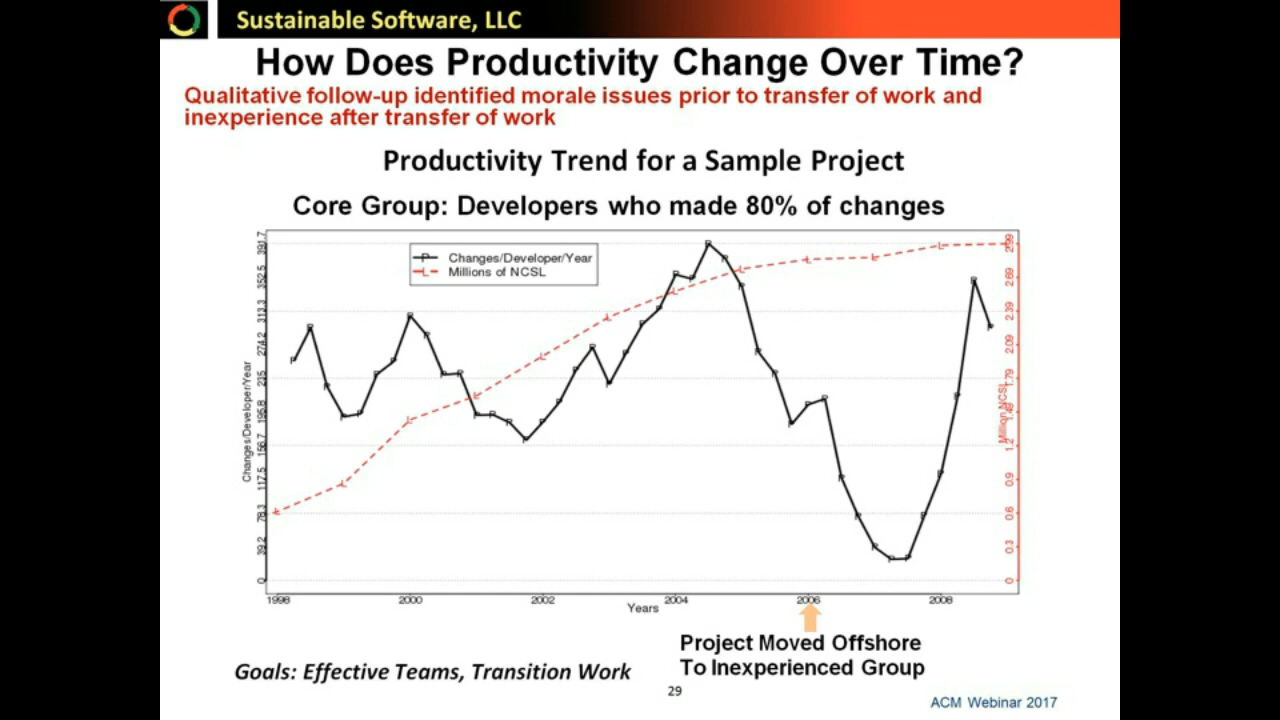 Sustainable Software, LLC
How Does Productivity Change Over Time?
Qualitative follow-up identified morale issues prior to transfer of work and
inexperience after transfer of work
Productivity Trend for a Sample Project
Core Group: Developers who made 80% of changes
P Changes/Developer/Year
L Millions of NCSL
Changes/Developer/Year
0 39.2 78.3 117.5 156.7 195.8 235 274.2 313.3 352.5 391.7
Million NCSL
0 0.3 0.6 0.9 1.2 1.49 1.79 2.09 2.39 2.69 2.99
1998 2000 2002 2004 2006 2008
Years
Project Moved Offshore
To Inexperienced Group
Goals: Effective Teams, Transition Work
29
ACM Webinar 2017